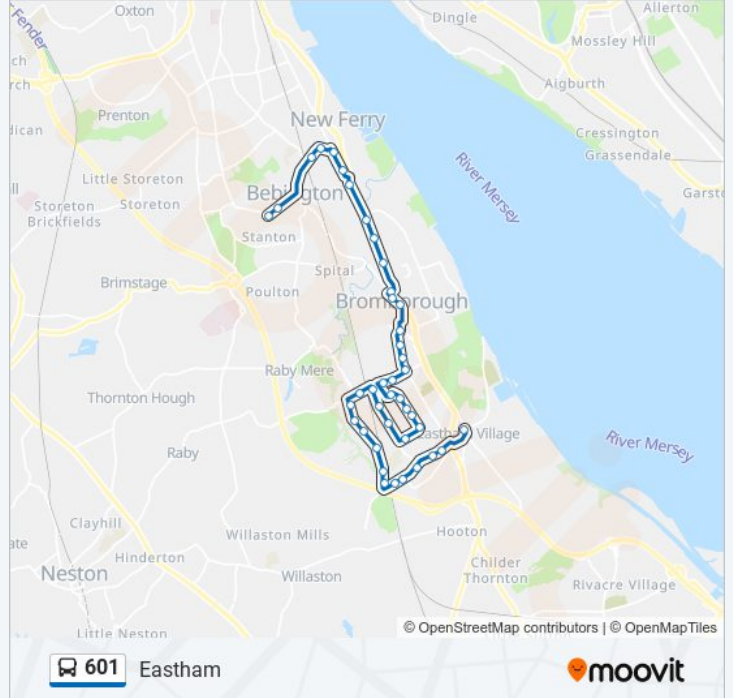 Oxton
Dingle
Allerton
Fender
Mossley Hill
Aigburth
Prenton
New Ferry
Cressington
Grassendale
River Mersey
Little Storeton
Storeton
Storeton
Brickfields
Bebington
Garsto
Stanton
Spital
Brimstage
Poulton
Bromborough
Raby Mere
Thornton Hough
Eastham Village
River Mersey
Raby
Clayhill
Willaston Mills
Hooton
Hinderton
Childer
Thornton
Neston
Willaston
Rivacre Village
Little Neston
© OpenStreetMap contributors | © OpenMapTiles
601 Eastham
moovit